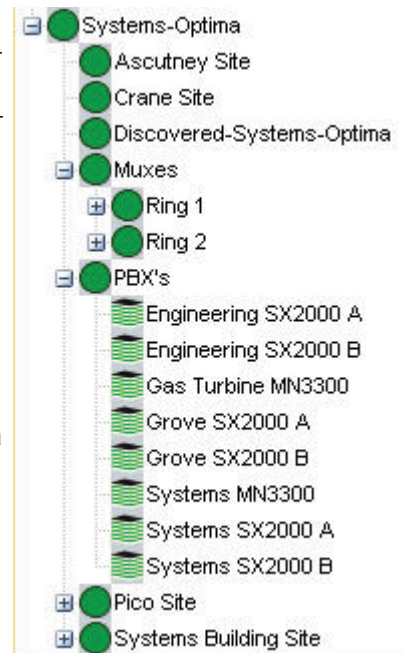 Systems-Optima
Ascutney Site
Crane Site
Discovered-Systems-Optima
Muxes
Ring 1
Ring 2
PBX's
Engineering SX2000 A
Engineering SX2000 B
Gas Turbine MN3300
Grove SX2000 A
Grove SX2000 B
Systems MN3300
Systems SX2000 A
Systems SX2000 B
Pico Site
Systems Building Site